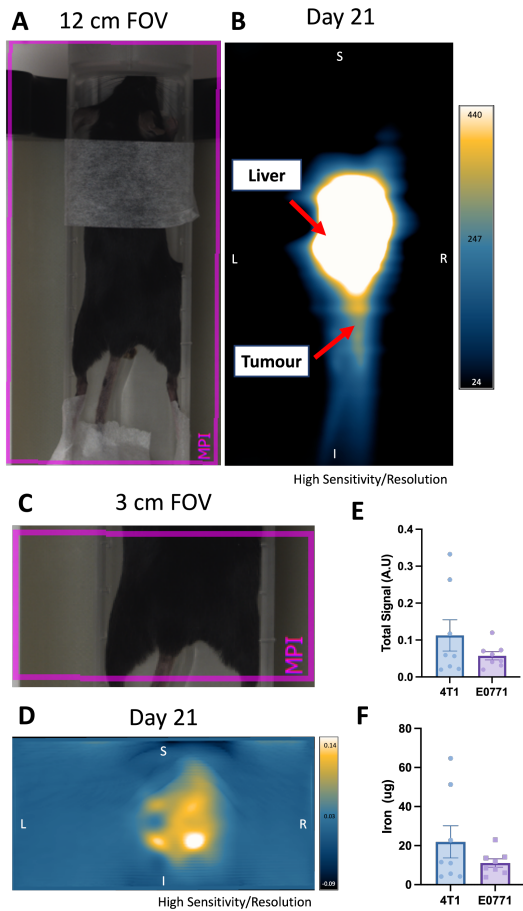 A
12 cm FOV
MPI
B
Day 21
S
Liver
L
R
Tumour
I
High Sensitivity/Resolution
440
247
24
C
3 cm FOV
MPI
D
Day 21
S
L
R
I
0.14
0.03
-0.09
High Sensitivity/Resolution
E
Total Signal (A.U)
0.4
0.3
0.2
0.1
0.0
4T1
E0771
F
Iron (ug)
80
60
40
20
0
4T1
E0771